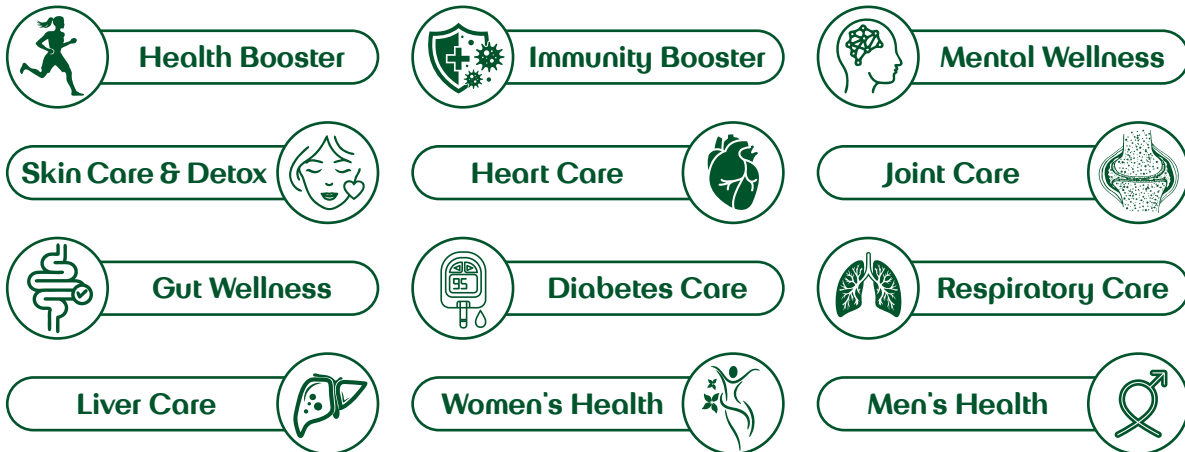 Health Booster
Immunity Booster
Mental Wellness
Skin Care & Detox
Heart Care
Joint Care
Gut Wellness
95
Diabetes Care
Respiratory Care
Liver Care
Women's Health
Men's Health